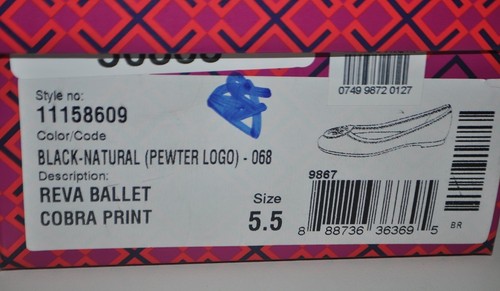 0749 9672 0127
Style no:
11158609
Color/Code
BLACK-NATURAL (PEWTER LOGO) - 068
Description:
REVA BALLET
COBRA PRINT
Size
5.5
9867
8 88736 36369 5
BR